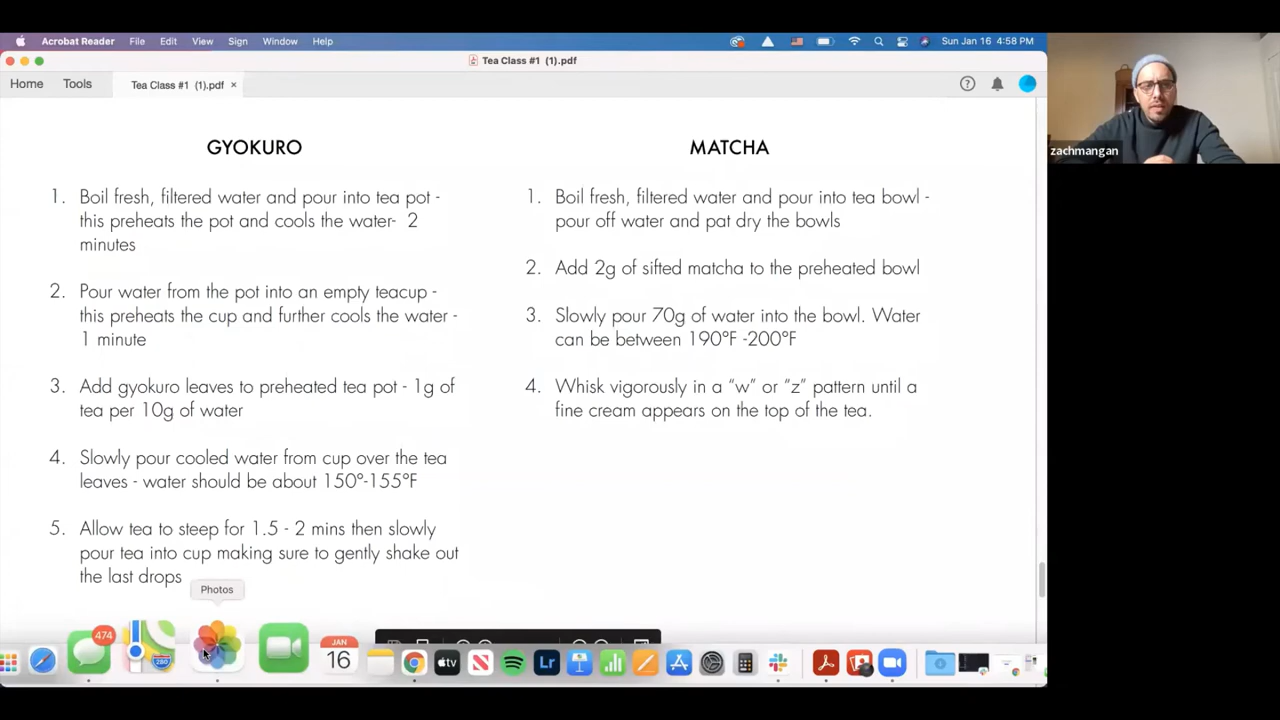 Acrobat Reader File Edit View Sign Window Help Sun Jan 16 4:58 PM
Tea Class #1 (1).pdf
Home Tools Tea Class #1 (1).pdf ×
zachmangan
GYOKURO
1. Boil fresh, filtered water and pour into tea pot -
this preheats the pot and cools the water- 2
minutes
2. Pour water from the pot into an empty teacup -
this preheats the cup and further cools the water -
1 minute
3. Add gyokuro leaves to preheated tea pot - 1g of
tea per 10g of water
4. Slowly pour cooled water from cup over the tea
leaves - water should be about 150°-155°F
5. Allow tea to steep for 1.5 - 2 mins then slowly
pour tea into cup making sure to gently shake out
the last drops
MATCHA
1. Boil fresh, filtered water and pour into tea bowl -
pour off water and pat dry the bowls
2. Add 2g of sifted matcha to the preheated bowl
3. Slowly pour 70g of water into the bowl. Water
can be between 190°F -200°F
4. Whisk vigorously in a “w” or “z” pattern until a
fine cream appears on the top of the tea.
Photos
474
280
JAN
16
tv
Lr